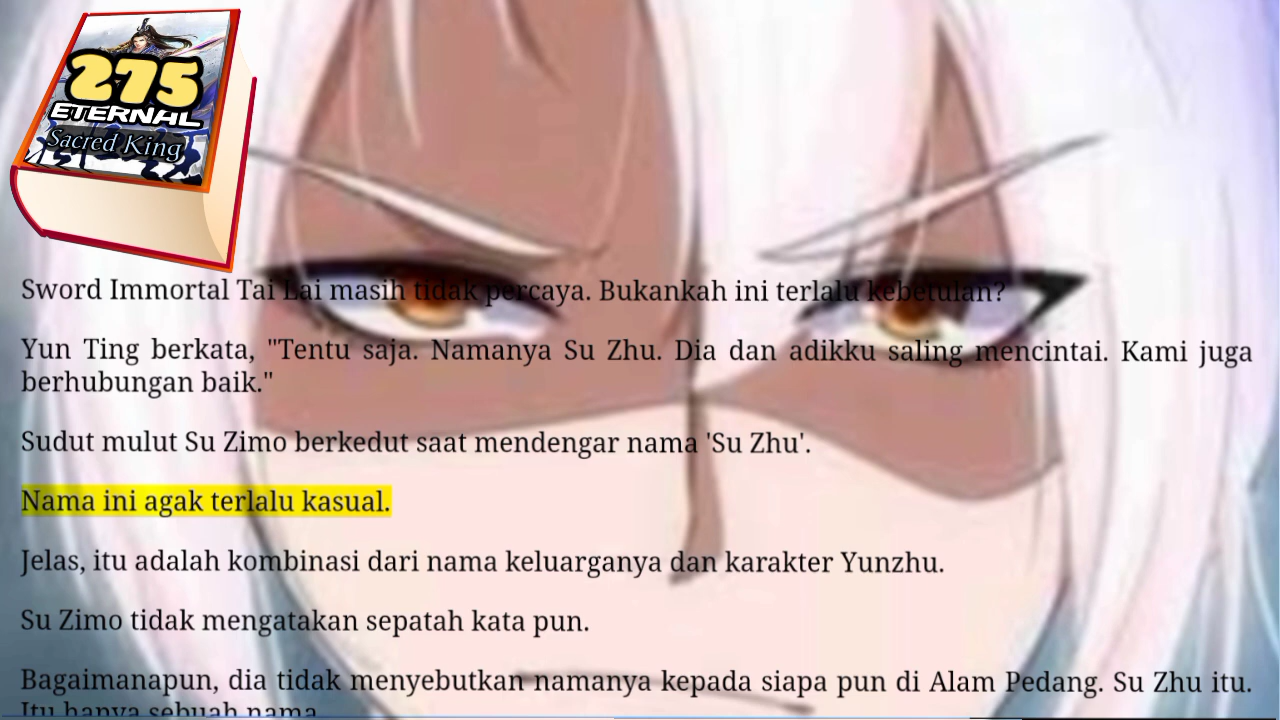 275
ETERNAL
Sacred King
Sword Immortal Tai Lai masih tidak percaya. Bukankah ini terlalu kebetulan?
Yun Ting berkata, "Tentu saja. Namanya Su Zhu. Dia dan adikku saling mencintai. Kami juga
berhubungan baik."
Sudut mulut Su Zimo berkedut saat mendengar nama 'Su Zhu'.
Nama ini agak terlalu kasual.
Jelas, itu adalah kombinasi dari nama keluarganya dan karakter Yunzhu.
Su Zimo tidak mengatakan sepatah kata pun.
Bagaimanapun, dia tidak menyebutkan namanya kepada siapa pun di Alam Pedang. Su Zhu itu.
Itu hanya sebuah nama